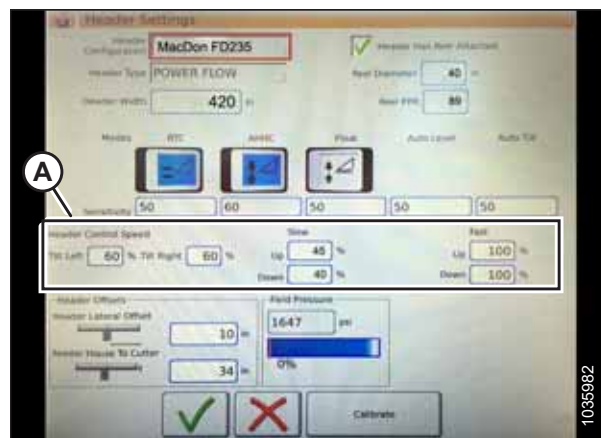 Header Settings
Header Configuration MacDon FD235
Header Has Reel Attached
Header Type POWER FLOW
Reel Diameter 40 in
Header Width 420 in
Reel PPR 89
Modes RTC AHHC Float Auto Level Auto Tilt
A
Sensitivity 50 60 50 50 50
Header Control Speed Slow Fast
Tilt Left 60 % Tilt Right 60 % Up 45 % Up 100 %
Down 40 % Down 100 %
Header Offsets Field Pressure
Header Lateral Offset
10 in 1647 psi
Feeder House To Cutter
34 in 0%
Calibrate
1035982